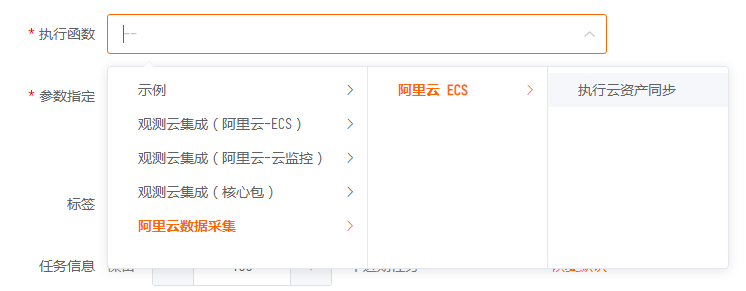 * 执行函数
--
* 参数指定
示例
阿里云 ECS
执行云资产同步
观测云集成（阿里云-ECS）
观测云集成（阿里云-云监控）
观测云集成（核心包）
阿里云数据采集
标签
任务信息